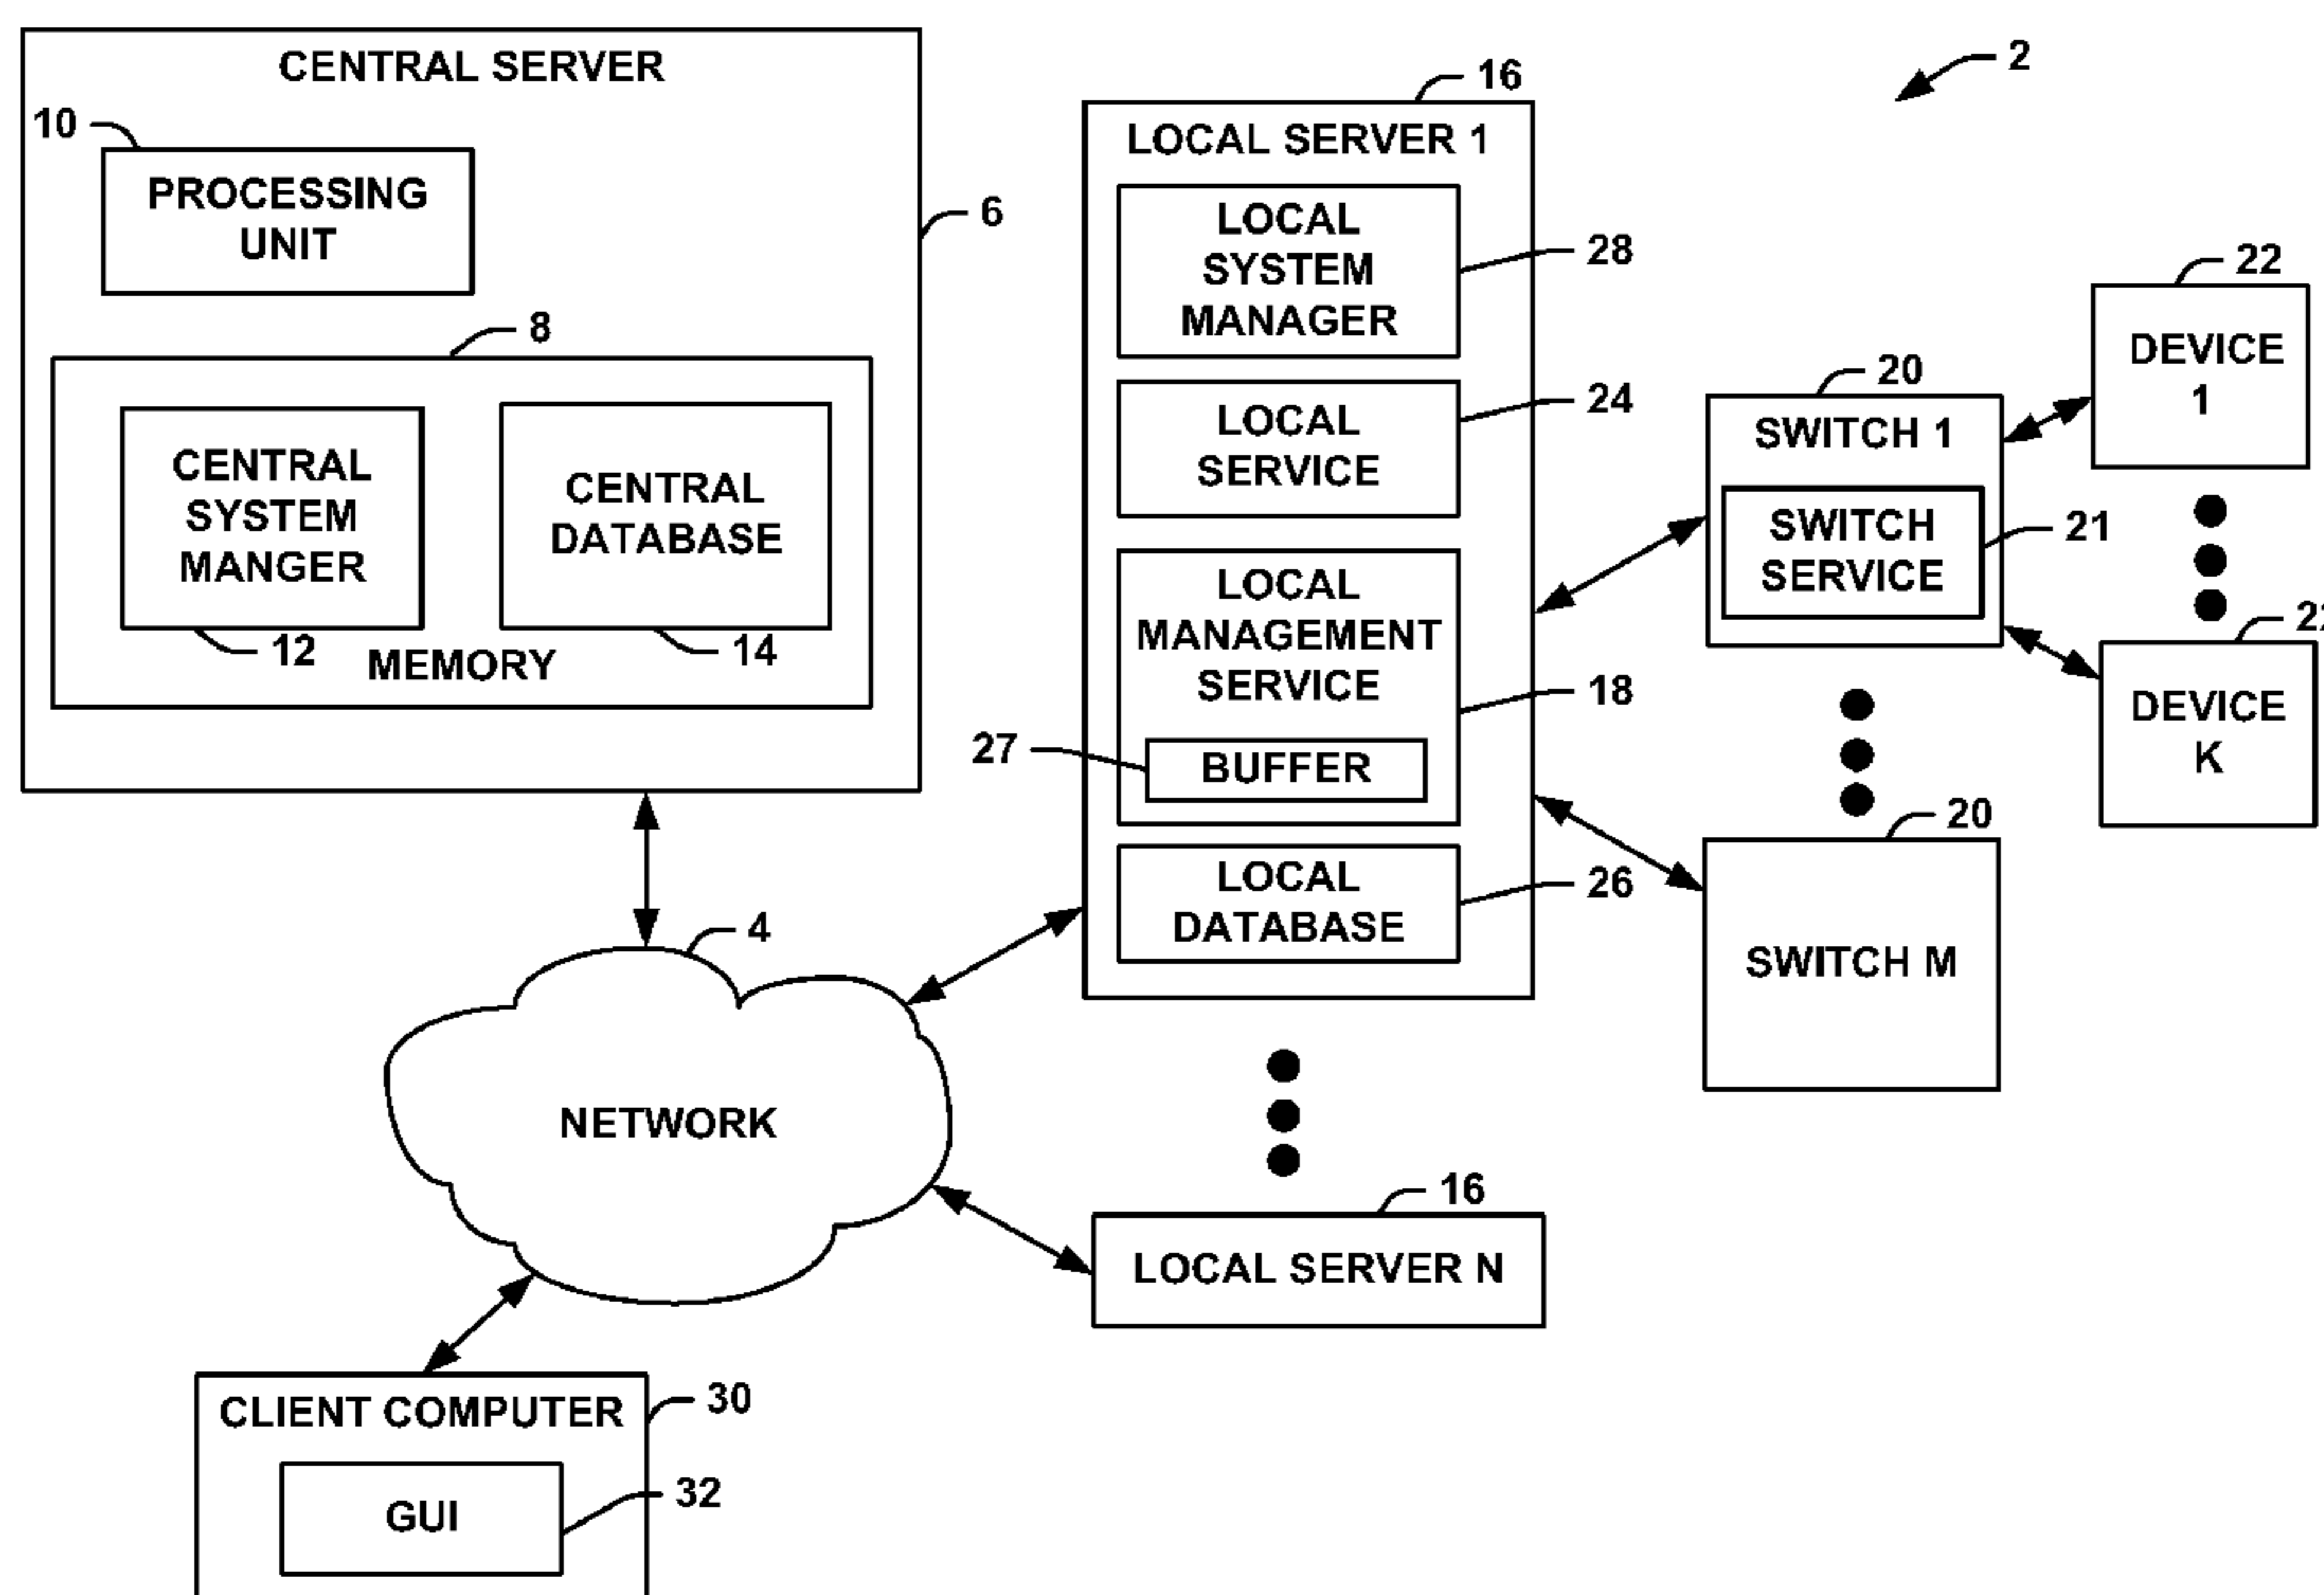 CENTRAL SERVER
10
PROCESSING
UNIT
6
8
CENTRAL
SYSTEM
MANGER
CENTRAL
DATABASE
12
14
MEMORY
4
NETWORK
CLIENT COMPUTER
30
GUI
32
16
LOCAL SERVER 1
LOCAL
SYSTEM
MANAGER
28
LOCAL
SERVICE
24
LOCAL
MANAGEMENT
SERVICE
18
27
BUFFER
LOCAL
DATABASE
26
16
LOCAL SERVER N
2
20
SWITCH 1
SWITCH
SERVICE
21
20
SWITCH M
22
DEVICE
1
DEVICE
K